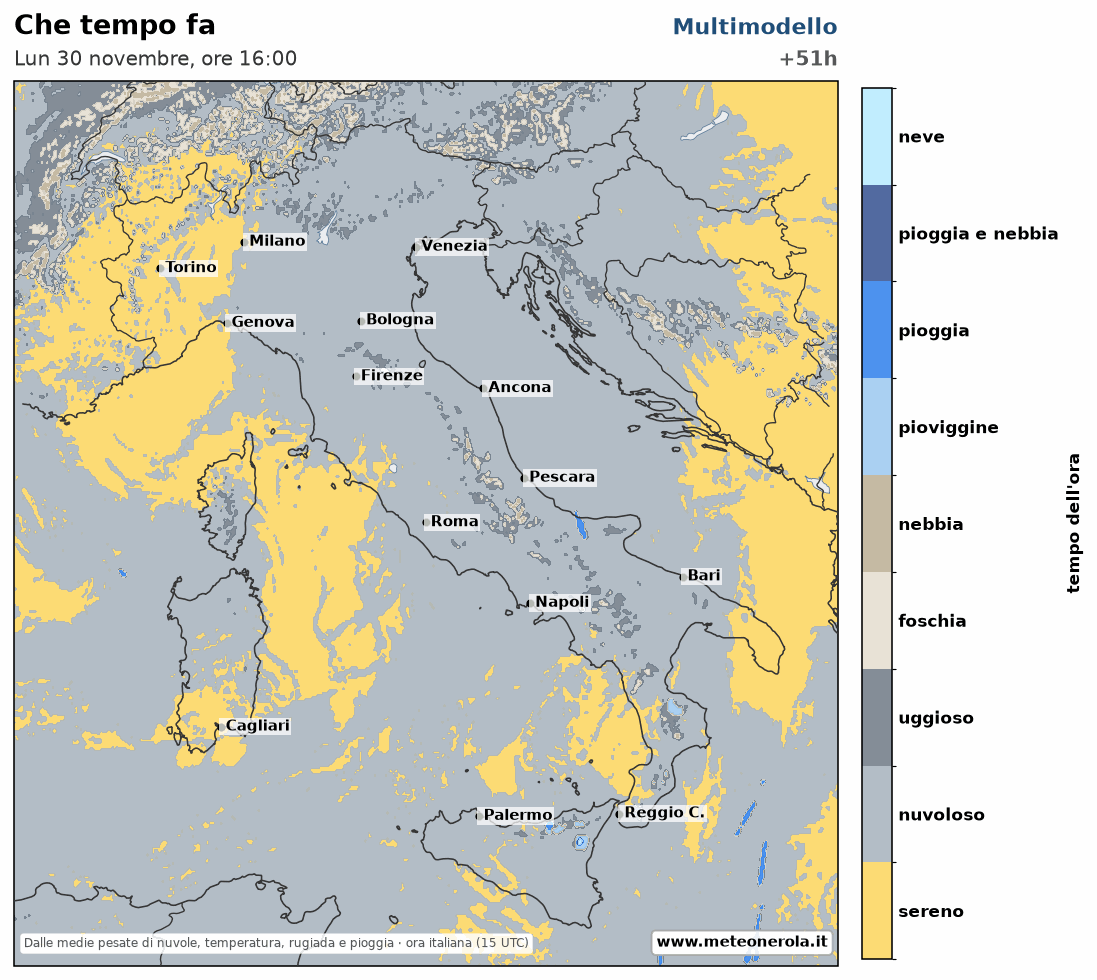 Che tempo fa
Multimodello
Lun 30 novembre, ore 16:00
+51h
neve
pioggia e nebbia
pioggia
pioviggine
nebbia
foschia
uggioso
nuvoloso
sereno
tempo dell'ora
Milano
Venezia
Torino
Genova
Bologna
Firenze
Ancona
Pescara
Roma
Bari
Napoli
Cagliari
Palermo
Reggio C.
Dalle medie pesate di nuvole, temperatura, rugiada e pioggia · ora italiana (15 UTC)
www.meteonerola.it